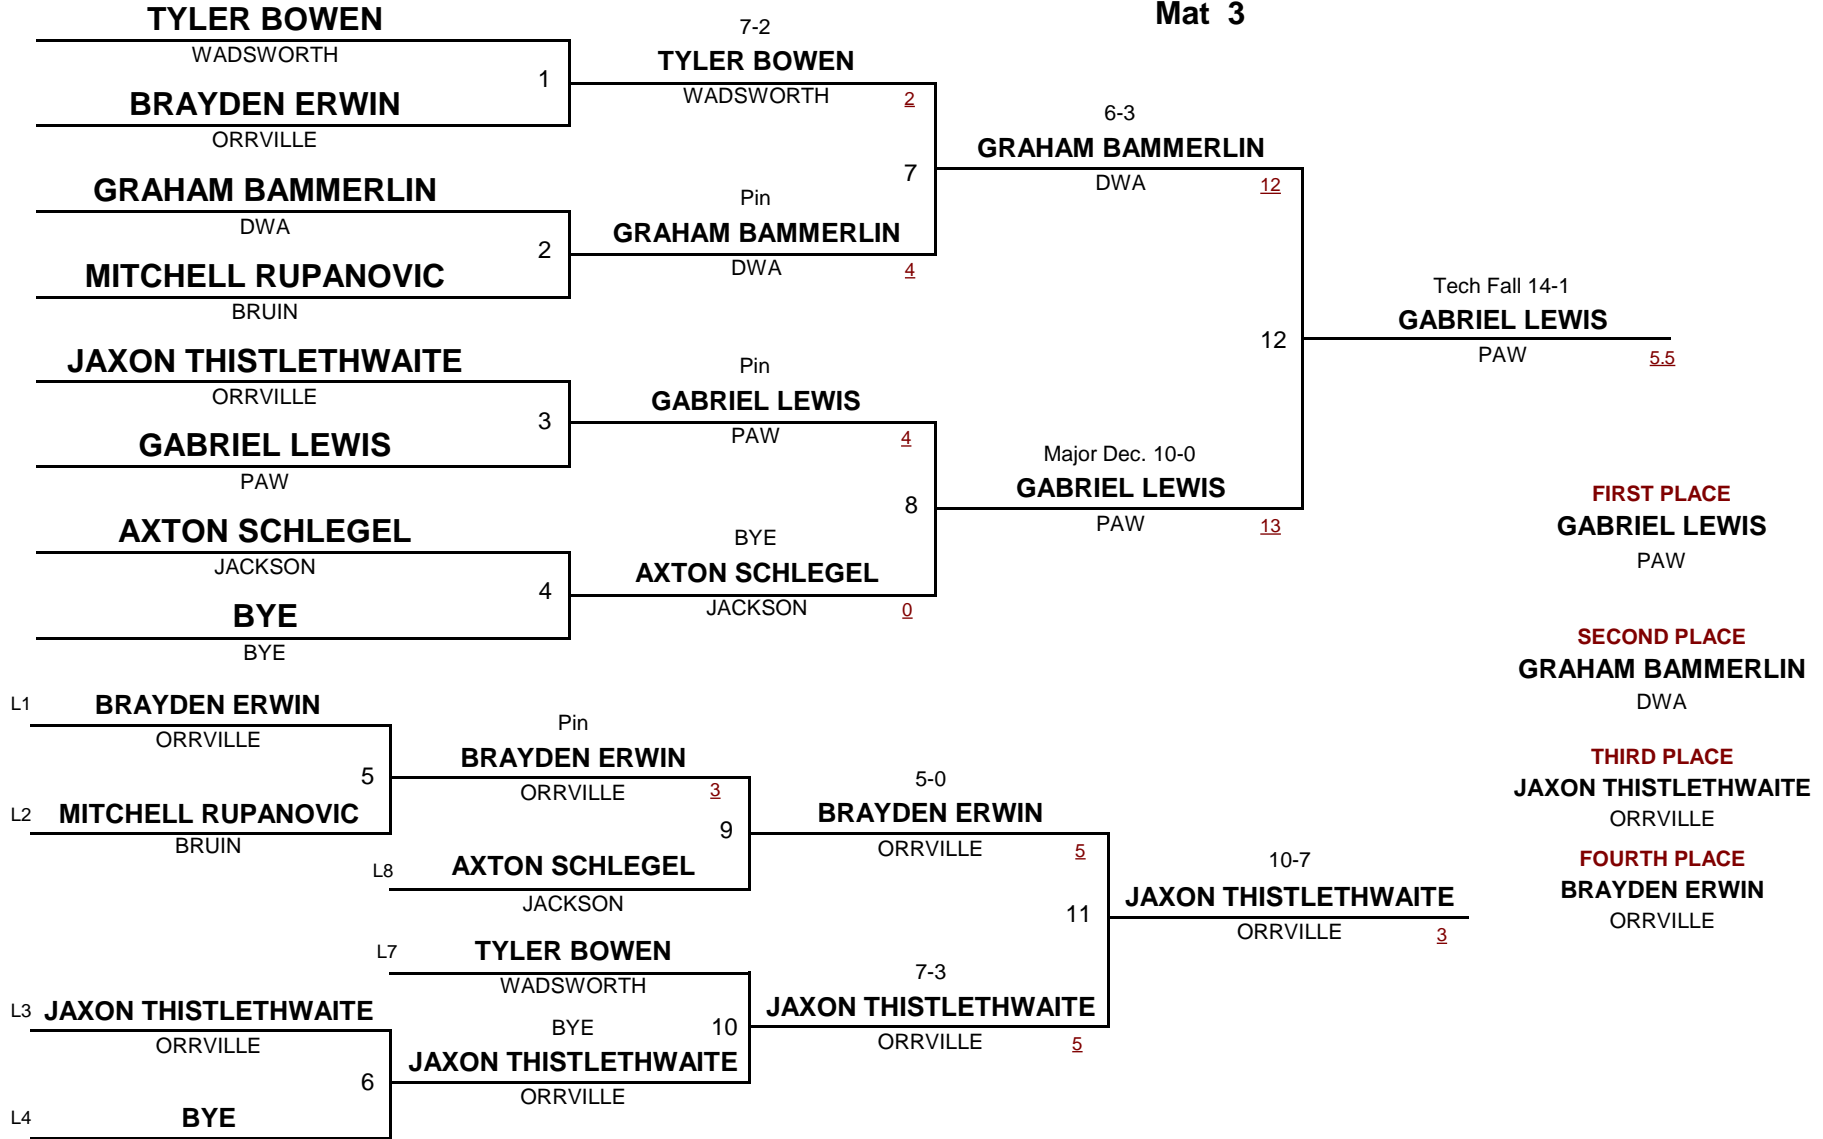 Mat 3
TYLER BOWEN
WADSWORTH
1
BRAYDEN ERWIN
ORRVILLE
GRAHAM BAMMERLIN
DWA
2
MITCHELL RUPANOVIC
BRUIN
JAXON THISTLETHWAITE
ORRVILLE
3
GABRIEL LEWIS
PAW
AXTON SCHLEGEL
JACKSON
4
BYE
BYE
7-2
TYLER BOWEN
WADSWORTH 2
7
Pin
GRAHAM BAMMERLIN
DWA 4
Pin
GABRIEL LEWIS
PAW 4
8
BYE
AXTON SCHLEGEL
JACKSON 0
6-3
GRAHAM BAMMERLIN
DWA 12
12
Major Dec. 10-0
GABRIEL LEWIS
PAW 13
Tech Fall 14-1
GABRIEL LEWIS
PAW 5.5
FIRST PLACE
GABRIEL LEWIS
PAW
SECOND PLACE
GRAHAM BAMMERLIN
DWA
THIRD PLACE
JAXON THISTLETHWAITE
ORRVILLE
FOURTH PLACE
BRAYDEN ERWIN
ORRVILLE
L1 BRAYDEN ERWIN
ORRVILLE
5
L2 MITCHELL RUPANOVIC
BRUIN
Pin
BRAYDEN ERWIN
ORRVILLE 3
9
L8 AXTON SCHLEGEL
JACKSON
L7 TYLER BOWEN
WADSWORTH
BYE 10
JAXON THISTLETHWAITE
ORRVILLE
L3 JAXON THISTLETHWAITE
ORRVILLE
6
L4 BYE
5-0
BRAYDEN ERWIN
ORRVILLE 5
11
7-3
JAXON THISTLETHWAITE
ORRVILLE 5
10-7
JAXON THISTLETHWAITE
ORRVILLE 3